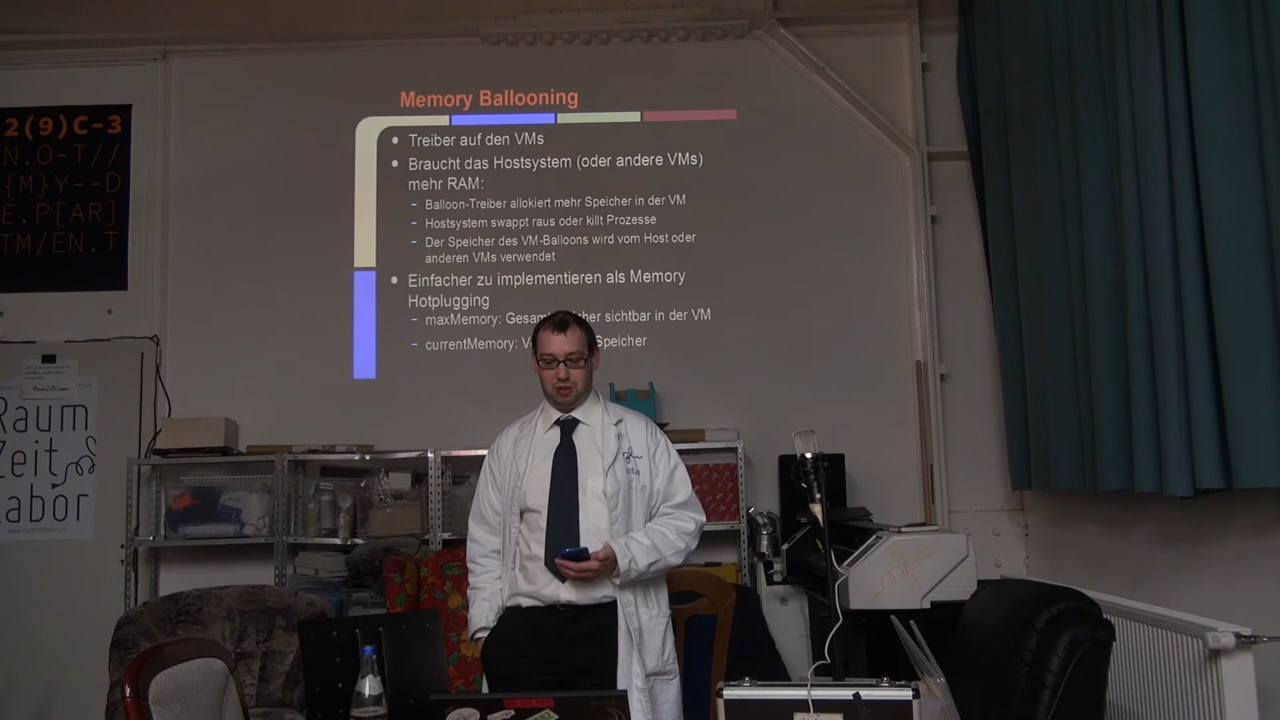 Memory Ballooning
Treiber auf den VMs
Braucht das Hostsystem (oder andere VMs)
mehr RAM:
Balloon-Treiber allokiert mehr Speicher in der VM
Hostsystem swappt raus oder killt Prozesse
Der Speicher des VM-Balloons wird vom Host oder
anderen VMs verwendet
Einfacher zu implementieren als Memory
Hotplugging
maxMemory: sichtbar in der VM
currentMemory: Speicher
2(9)C-3
N.O-T//
{M}Y--D
E.P[AR]
TM/EN.T
Raum
Zeit
Labor